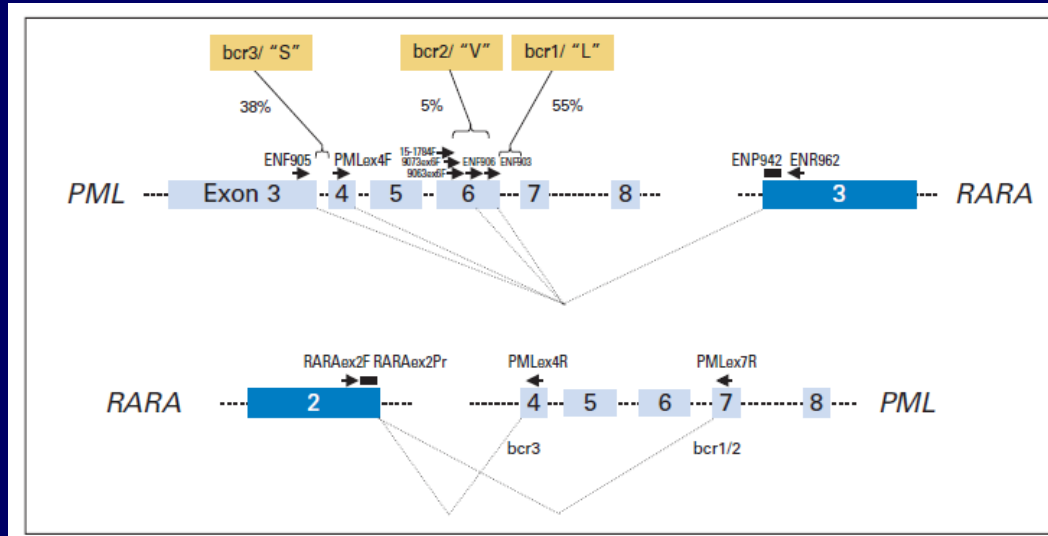 bcr3/ "S" bcr2/ "V" bcr1/ "L"
38% 5% 55%
15-1784F
ENF905 PMLex4F 9073ex6F ENF906 ENF903 ENP942 ENR962
9063ex6F
PML Exon 3 4 5 6 7 8 3 RARA
RARAex2F RARAex2Pr PMLex4R PMLex7R
RARA 2 4 5 6 7 8 PML
bcr3 bcr1/2